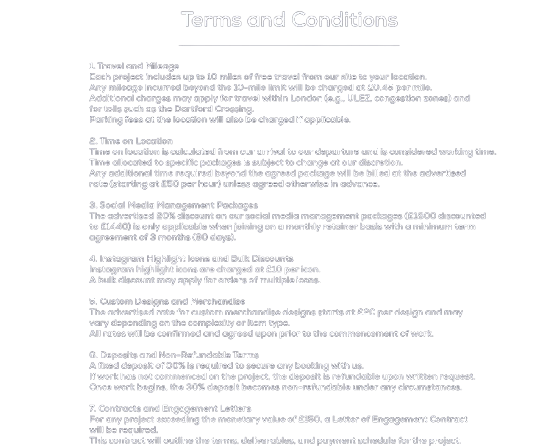 Terms and Conditions
1. Travel and Mileage
Each project includes up to 10 miles of free travel from our site to your location.
Any mileage incurred beyond the 10-mile limit will be charged at per mile.
Additional charges may apply for travel within London (e.g., ULEZ, congestion zones) and
for tolls such as the Dartford Crossing.
Parking fees at the location will also be charged if applicable.
2. Time on Location
Time on location is calculated from our arrival to our departure and is considered working time.
Time allocated to specific packages is subject to change at our discretion.
Any additional time required beyond the agreed package will be billed at the advertised
rate (starting at £50 per hour) unless agreed otherwise in advance.
3. Social Media Management Packages
The advertised 20% discount on our social media management packages (£1800 discounted
to £1440) is only applicable when joining on a monthly retainer basis with a minimum term
agreement of 3 months (90 days).
4. Instagram Highlight Icons and Bulk Discounts
Instagram highlight icons are charged at £10 per icon.
A bulk discount may apply for orders of multiple icons.
5. Custom Designs and Merchandise
The advertised rate for custom merchandise designs starts at per design and may
vary depending on the complexity or item type.
All rates will be confirmed and agreed upon prior to the commencement of work.
6. Deposits and Non-Refundable Terms
A fixed deposit of 30% is required to secure any booking with us.
If work has not commenced on the project, the deposit is refundable upon written request.
Once work begins, the 30% deposit becomes non-refundable under any circumstances.
7. Contracts and Engagement Letters
For any project exceeding the monetary value of a Letter of Engagement Contract
will be required.
This contract will outline the terms, deliverables, and payment schedule for the project.